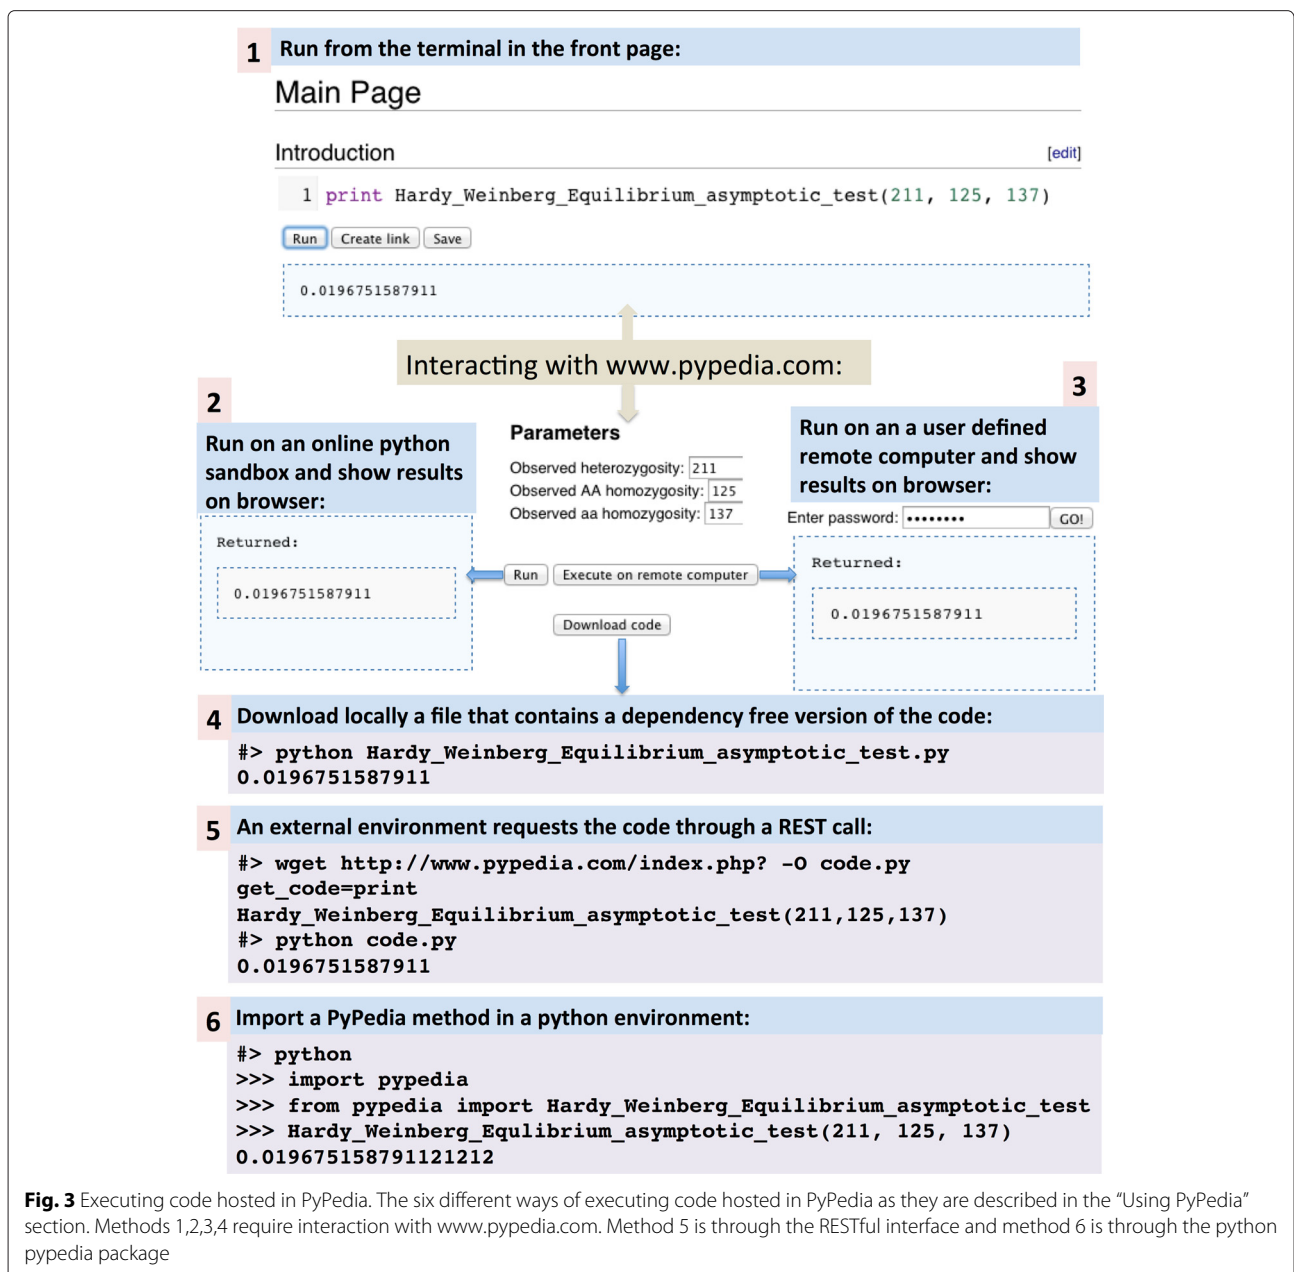 1 Run from the terminal in the front page:
Main Page
Introduction [edit]
1 print Hardy_Weinberg_Equilibrium_asymptotic_test(211, 125, 137)
Run Create link Save
0.0196751587911
Interacting with www.pypedia.com:
2
Run on an online python
sandbox and show results
on browser:
Returned:
0.0196751587911
Parameters
Observed heterozygosity: 211
Observed AA homozygosity: 125
Observed aa homozygosity: 137
Run Execute on remote computer
Download code
3
Run on an a user defined
remote computer and show
results on browser:
Enter password: •••••••• GO!
Returned:
0.0196751587911
4 Download locally a file that contains a dependency free version of the code:
#> python Hardy_Weinberg_Equilibrium_asymptotic_test.py
0.0196751587911
5 An external environment requests the code through a REST call:
#> wget http://www.pypedia.com/index.php? -O code.py
get_code=print
Hardy_Weinberg_Equilibrium_asymptotic_test(211,125,137)
#> python code.py
0.0196751587911
6 Import a PyPedia method in a python environment:
#> python
>>> import pypedia
>>> from pypedia import Hardy_Weinberg_Equilibrium_asymptotic_test
>>> Hardy_Weinberg_Equlibrium_asymptotic_test(211, 125, 137)
0.019675158791121212
Fig. 3 Executing code hosted in PyPedia. The six different ways of executing code hosted in PyPedia as they are described in the “Using PyPedia”
section. Methods 1,2,3,4 require interaction with www.pypedia.com. Method 5 is through the RESTful interface and method 6 is through the python
pypedia package